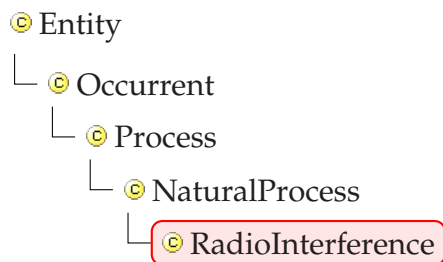 © Entity
© Occurrent
© Process
© NaturalProcess
© RadioInterference